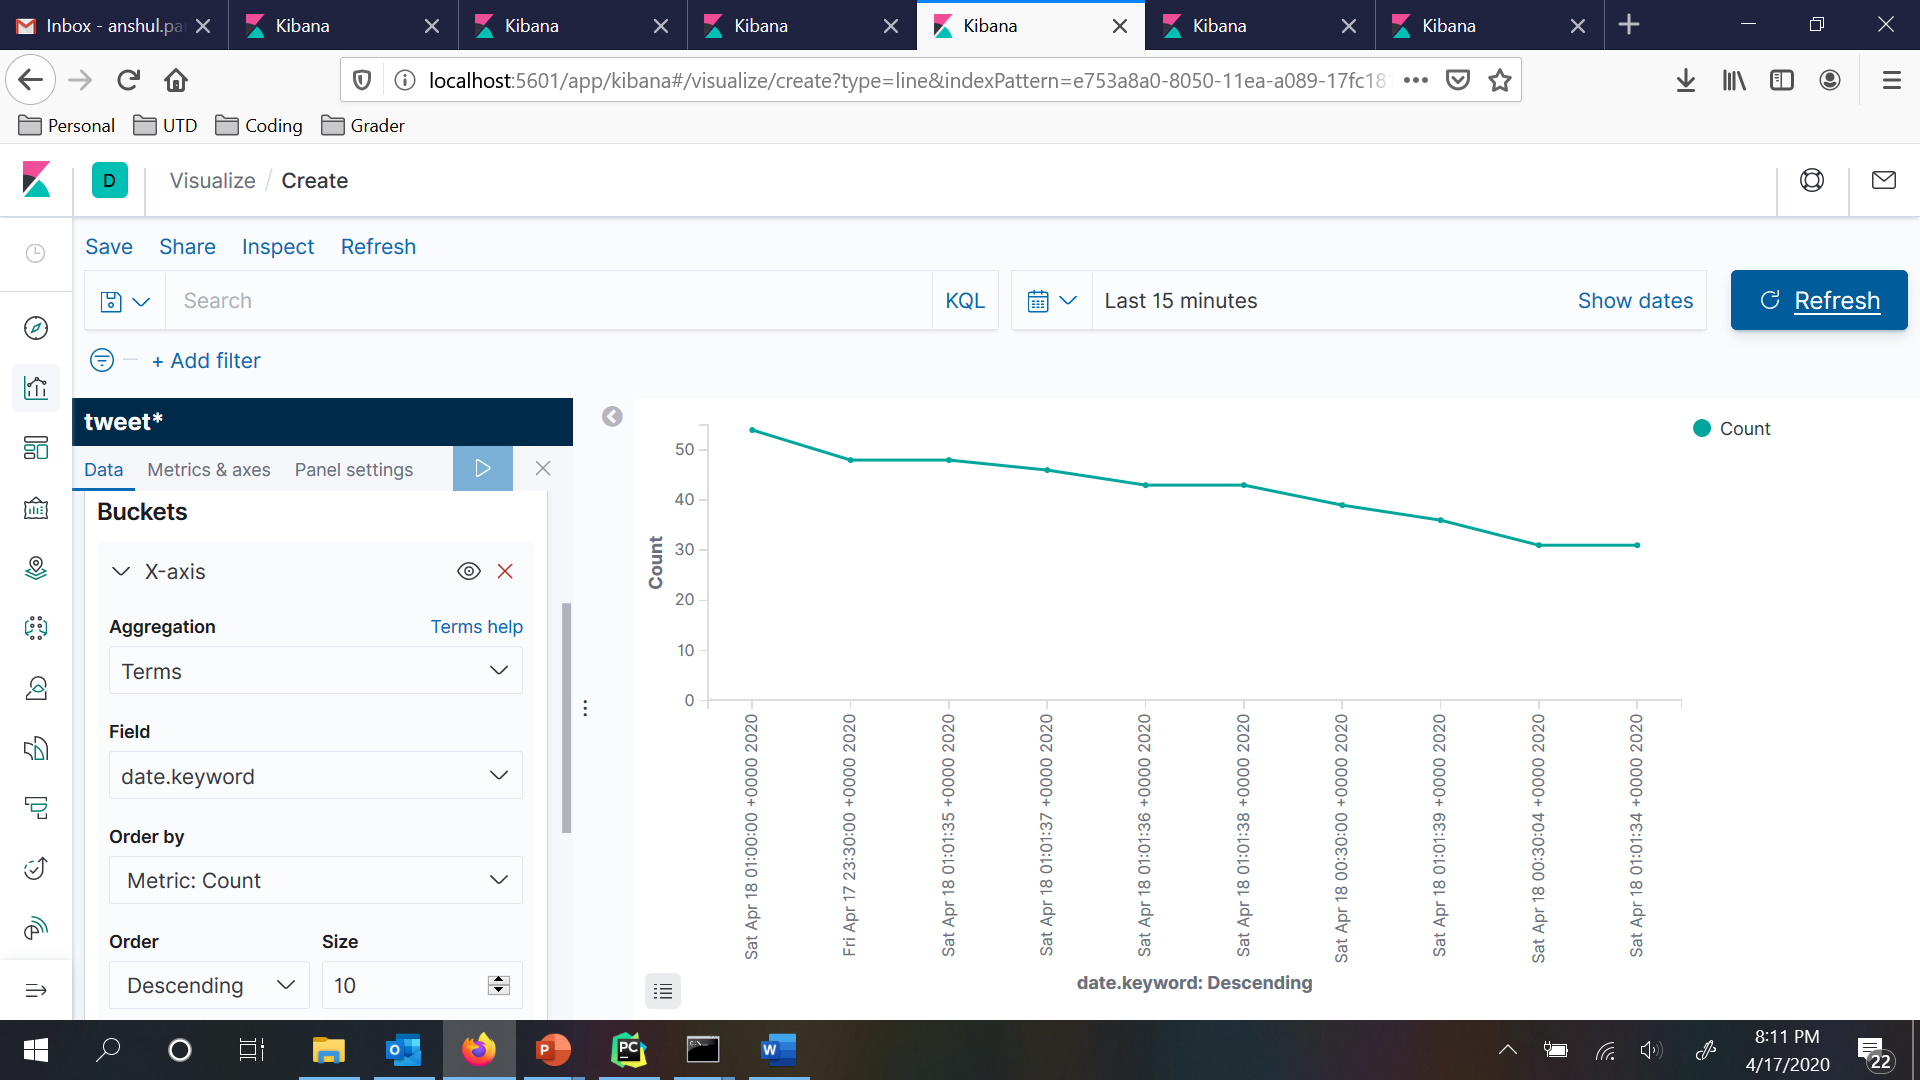 Inbox - anshul.pa
Kibana
Kibana
Kibana
Kibana
Kibana
Kibana
localhost:5601/app/kibana#/visualize/create?type=line&indexPattern=e753a8a0-8050-11ea-a089-17fc181
Personal UTD Coding Grader
D Visualize / Create
Save Share Inspect Refresh
Search KQL Last 15 minutes Show dates Refresh
+ Add filter
tweet*
Data Metrics & axes Panel settings
Buckets
X-axis
Aggregation Terms help
Terms
Field
date.keyword
Order by
Metric: Count
Order Size
Descending 10
Count
50
40
30
20
10
0
Count
Sat Apr 18 01:00:00 +0000 2020
Fri Apr 17 23:30:00 +0000 2020
Sat Apr 18 01:01:35 +0000 2020
Sat Apr 18 01:01:37 +0000 2020
Sat Apr 18 01:01:36 +0000 2020
Sat Apr 18 01:01:38 +0000 2020
Sat Apr 18 00:30:00 +0000 2020
Sat Apr 18 01:01:39 +0000 2020
Sat Apr 18 00:30:04 +0000 2020
Sat Apr 18 01:01:34 +0000 2020
date.keyword: Descending
8:11 PM
4/17/2020
22